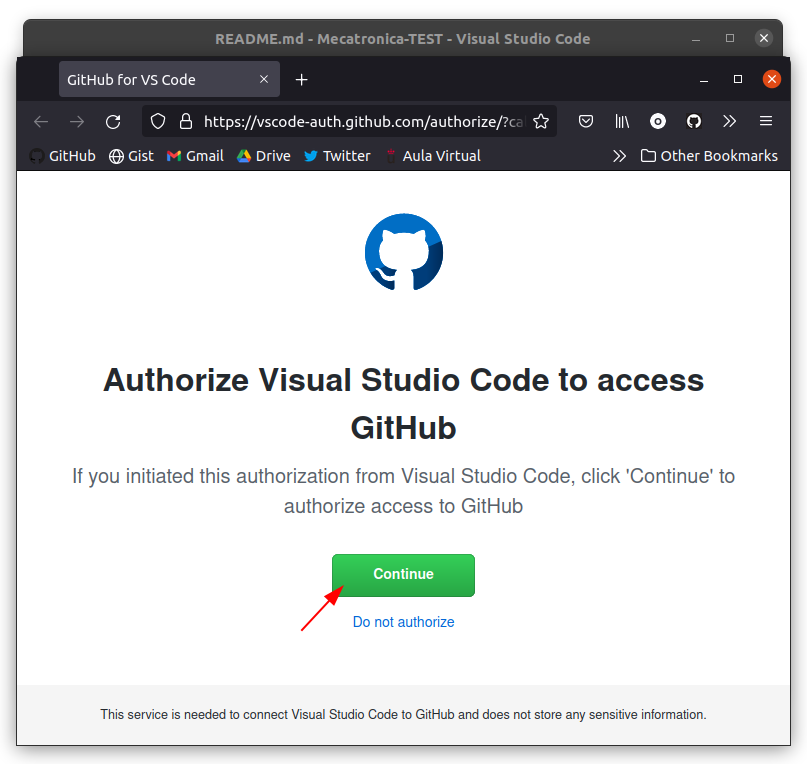 README.md - Mecatronica-TEST - Visual Studio Code
GitHub for VS Code
https://vscode-auth.github.com/authorize/?ca
GitHub Gist Gmail Drive Twitter Aula Virtual Other Bookmarks
Authorize Visual Studio Code to access
GitHub
If you initiated this authorization from Visual Studio Code, click 'Continue' to
authorize access to GitHub
Continue
Do not authorize
This service is needed to connect Visual Studio Code to GitHub and does not store any sensitive information.